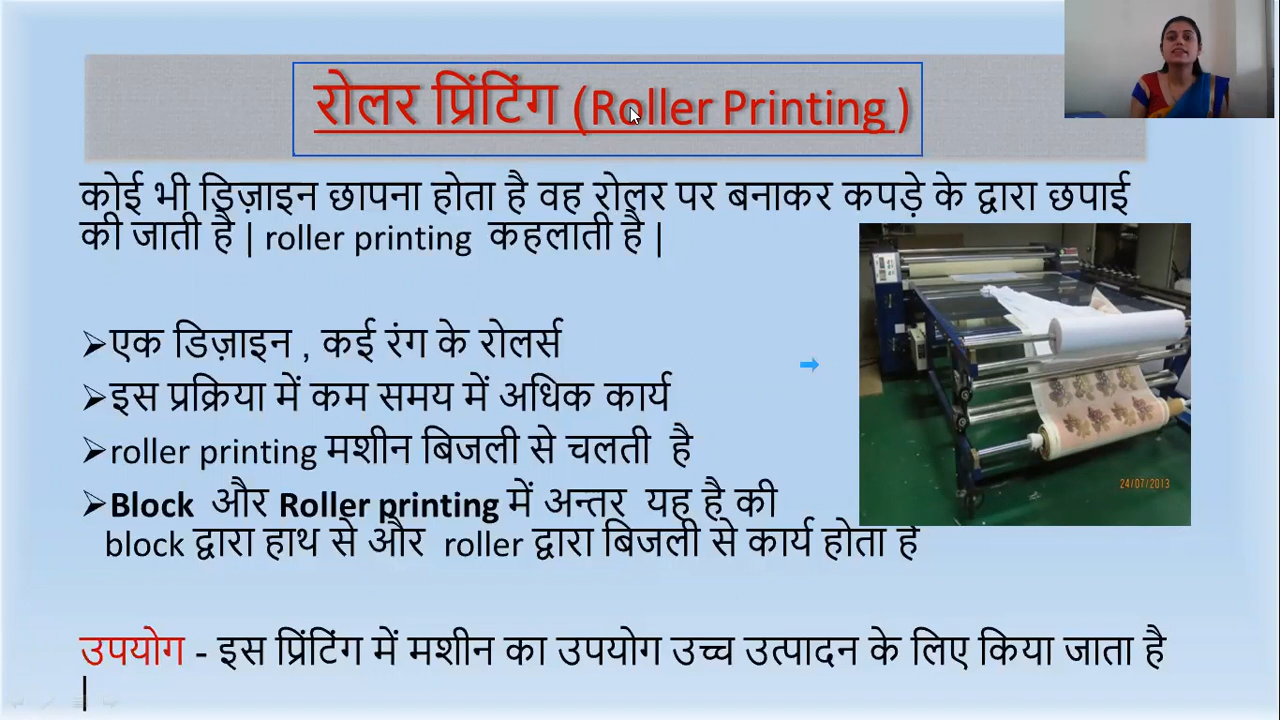 रोलर प्रिंटिंग (Roller Printing )
कोई भी डिज़ाइन छापना होता है वह रोलर पर बनाकर कपड़े के द्वारा छपाई
की जाती है | roller printing कहलाती है |
➢एक डिज़ाइन , कई रंग के रोलर्स
➢इस प्रक्रिया में कम समय में अधिक कार्य
➢roller printing मशीन बिजली से चलती है
➢Block और Roller printing में अन्तर यह है की
block द्वारा हाथ से और roller द्वारा बिजली से कार्य होता है
24/07/2013
उपयोग - इस प्रिंटिंग में मशीन का उपयोग उच्च उत्पादन के लिए किया जाता है
|